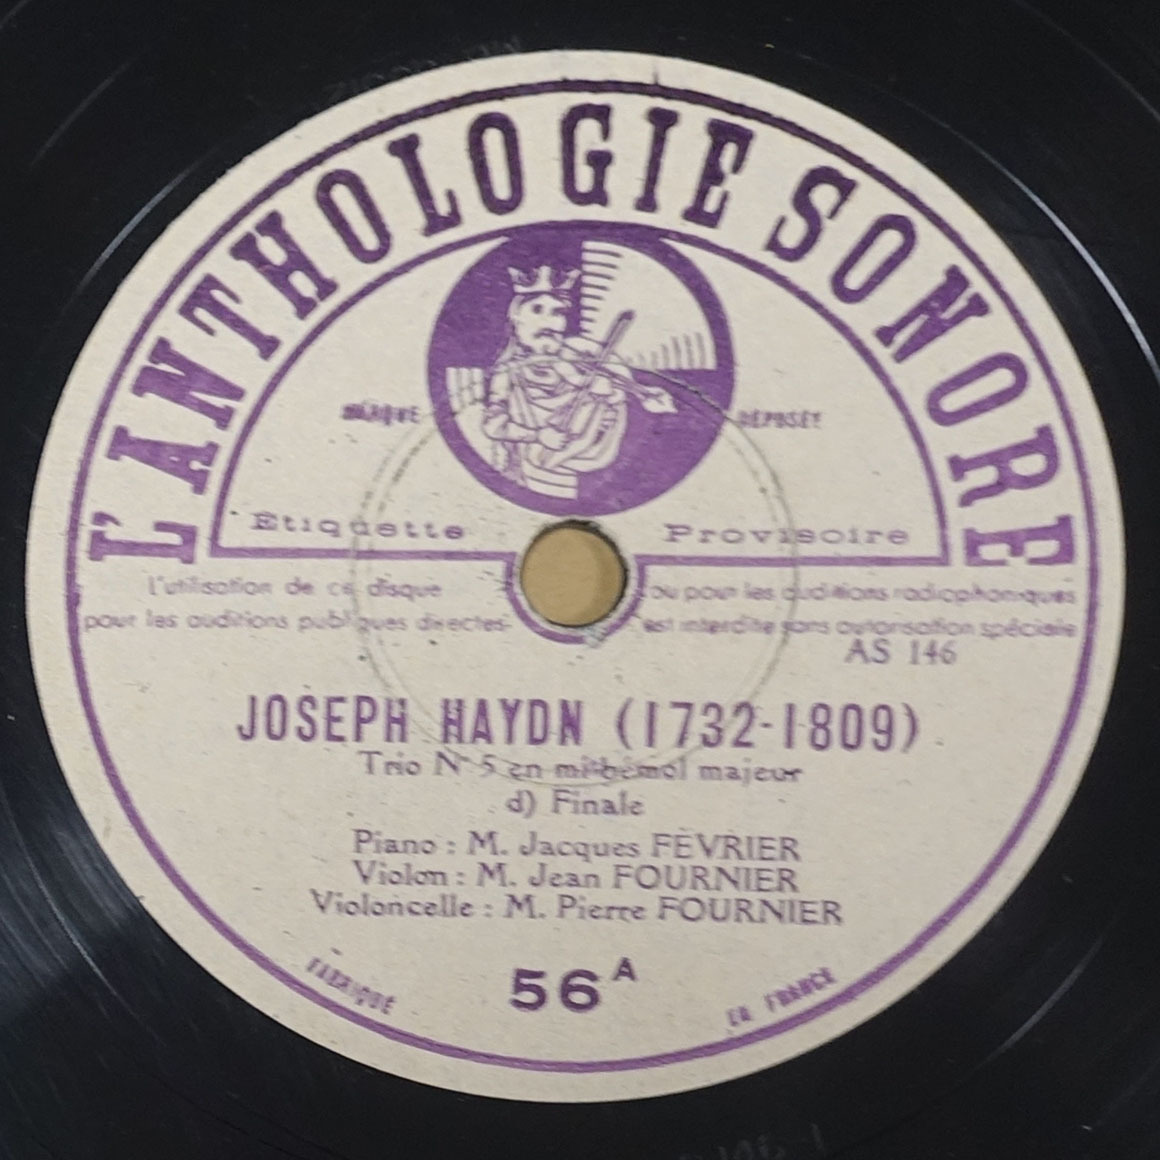 L'ANTHOLOGIE SONORE
MARQUE DÉPOSÉE
Etiquette Provisoire
l'utilisation de ce disque ou pour les auditions radiophoniques
pour les auditions publiques directes est interdite sans autorisation spéciale
AS 146
JOSEPH HAYDN (1732-1809)
Trio N° 5 en mi bémol majeur
d) Finale
Piano : M. Jacques FÉVRIER
Violon : M. Jean FOURNIER
Violoncelle : M. Pierre FOURNIER
56 A
FABRIQUE EN FRANCE